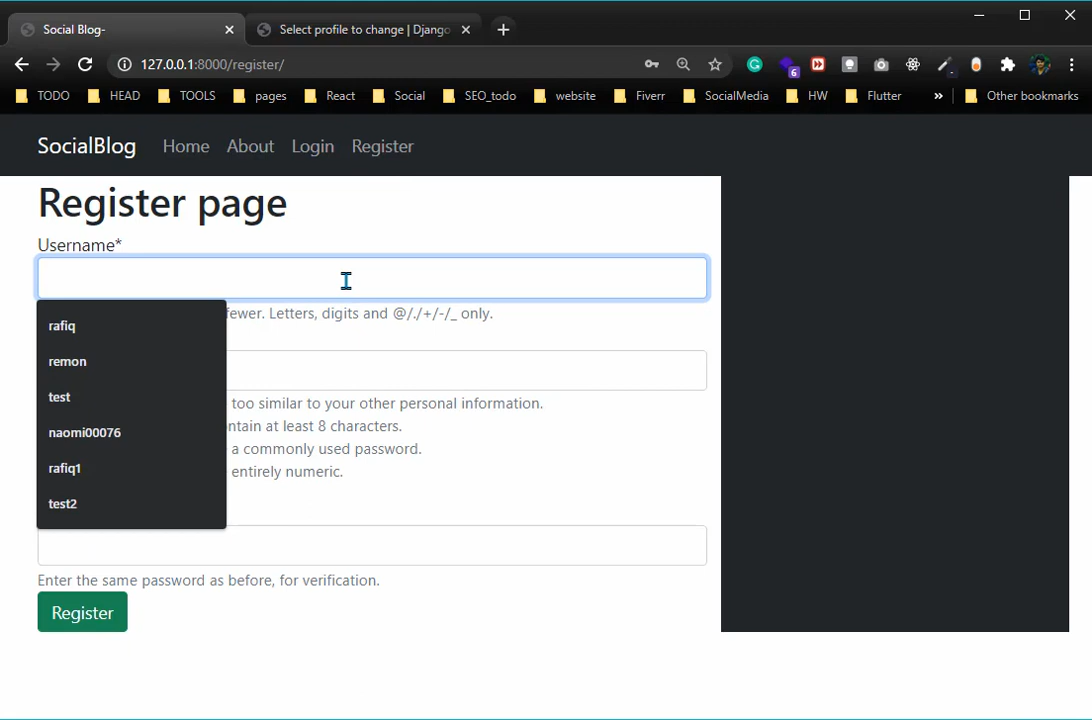 Social Blog-
Select profile to change | Django
127.0.0.1:8000/register/
6
TODO HEAD TOOLS pages React Social SEO_todo website Fiverr SocialMedia HW Flutter » Other bookmarks
SocialBlog Home About Login Register
Register page
Username*
fewer. Letters, digits and @/./+/-/_ only.
rafiq
remon
test
too similar to your other personal information.
ntain at least 8 characters.
naomi00076
a commonly used password.
rafiq1
entirely numeric.
test2
Enter the same password as before, for verification.
Register